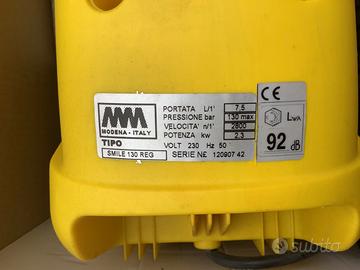 MM
MODENA - ITALY
TIPO
SMILE 130 REG
PORTATA L/1' 7,5
PRESSIONE bar 130 max
VELOCITA n/1' 2800
POTENZA kw 2,3
VOLT 230 Hz 50
SERIE N£ 120907 42
CE
LWA
92 dB
subito